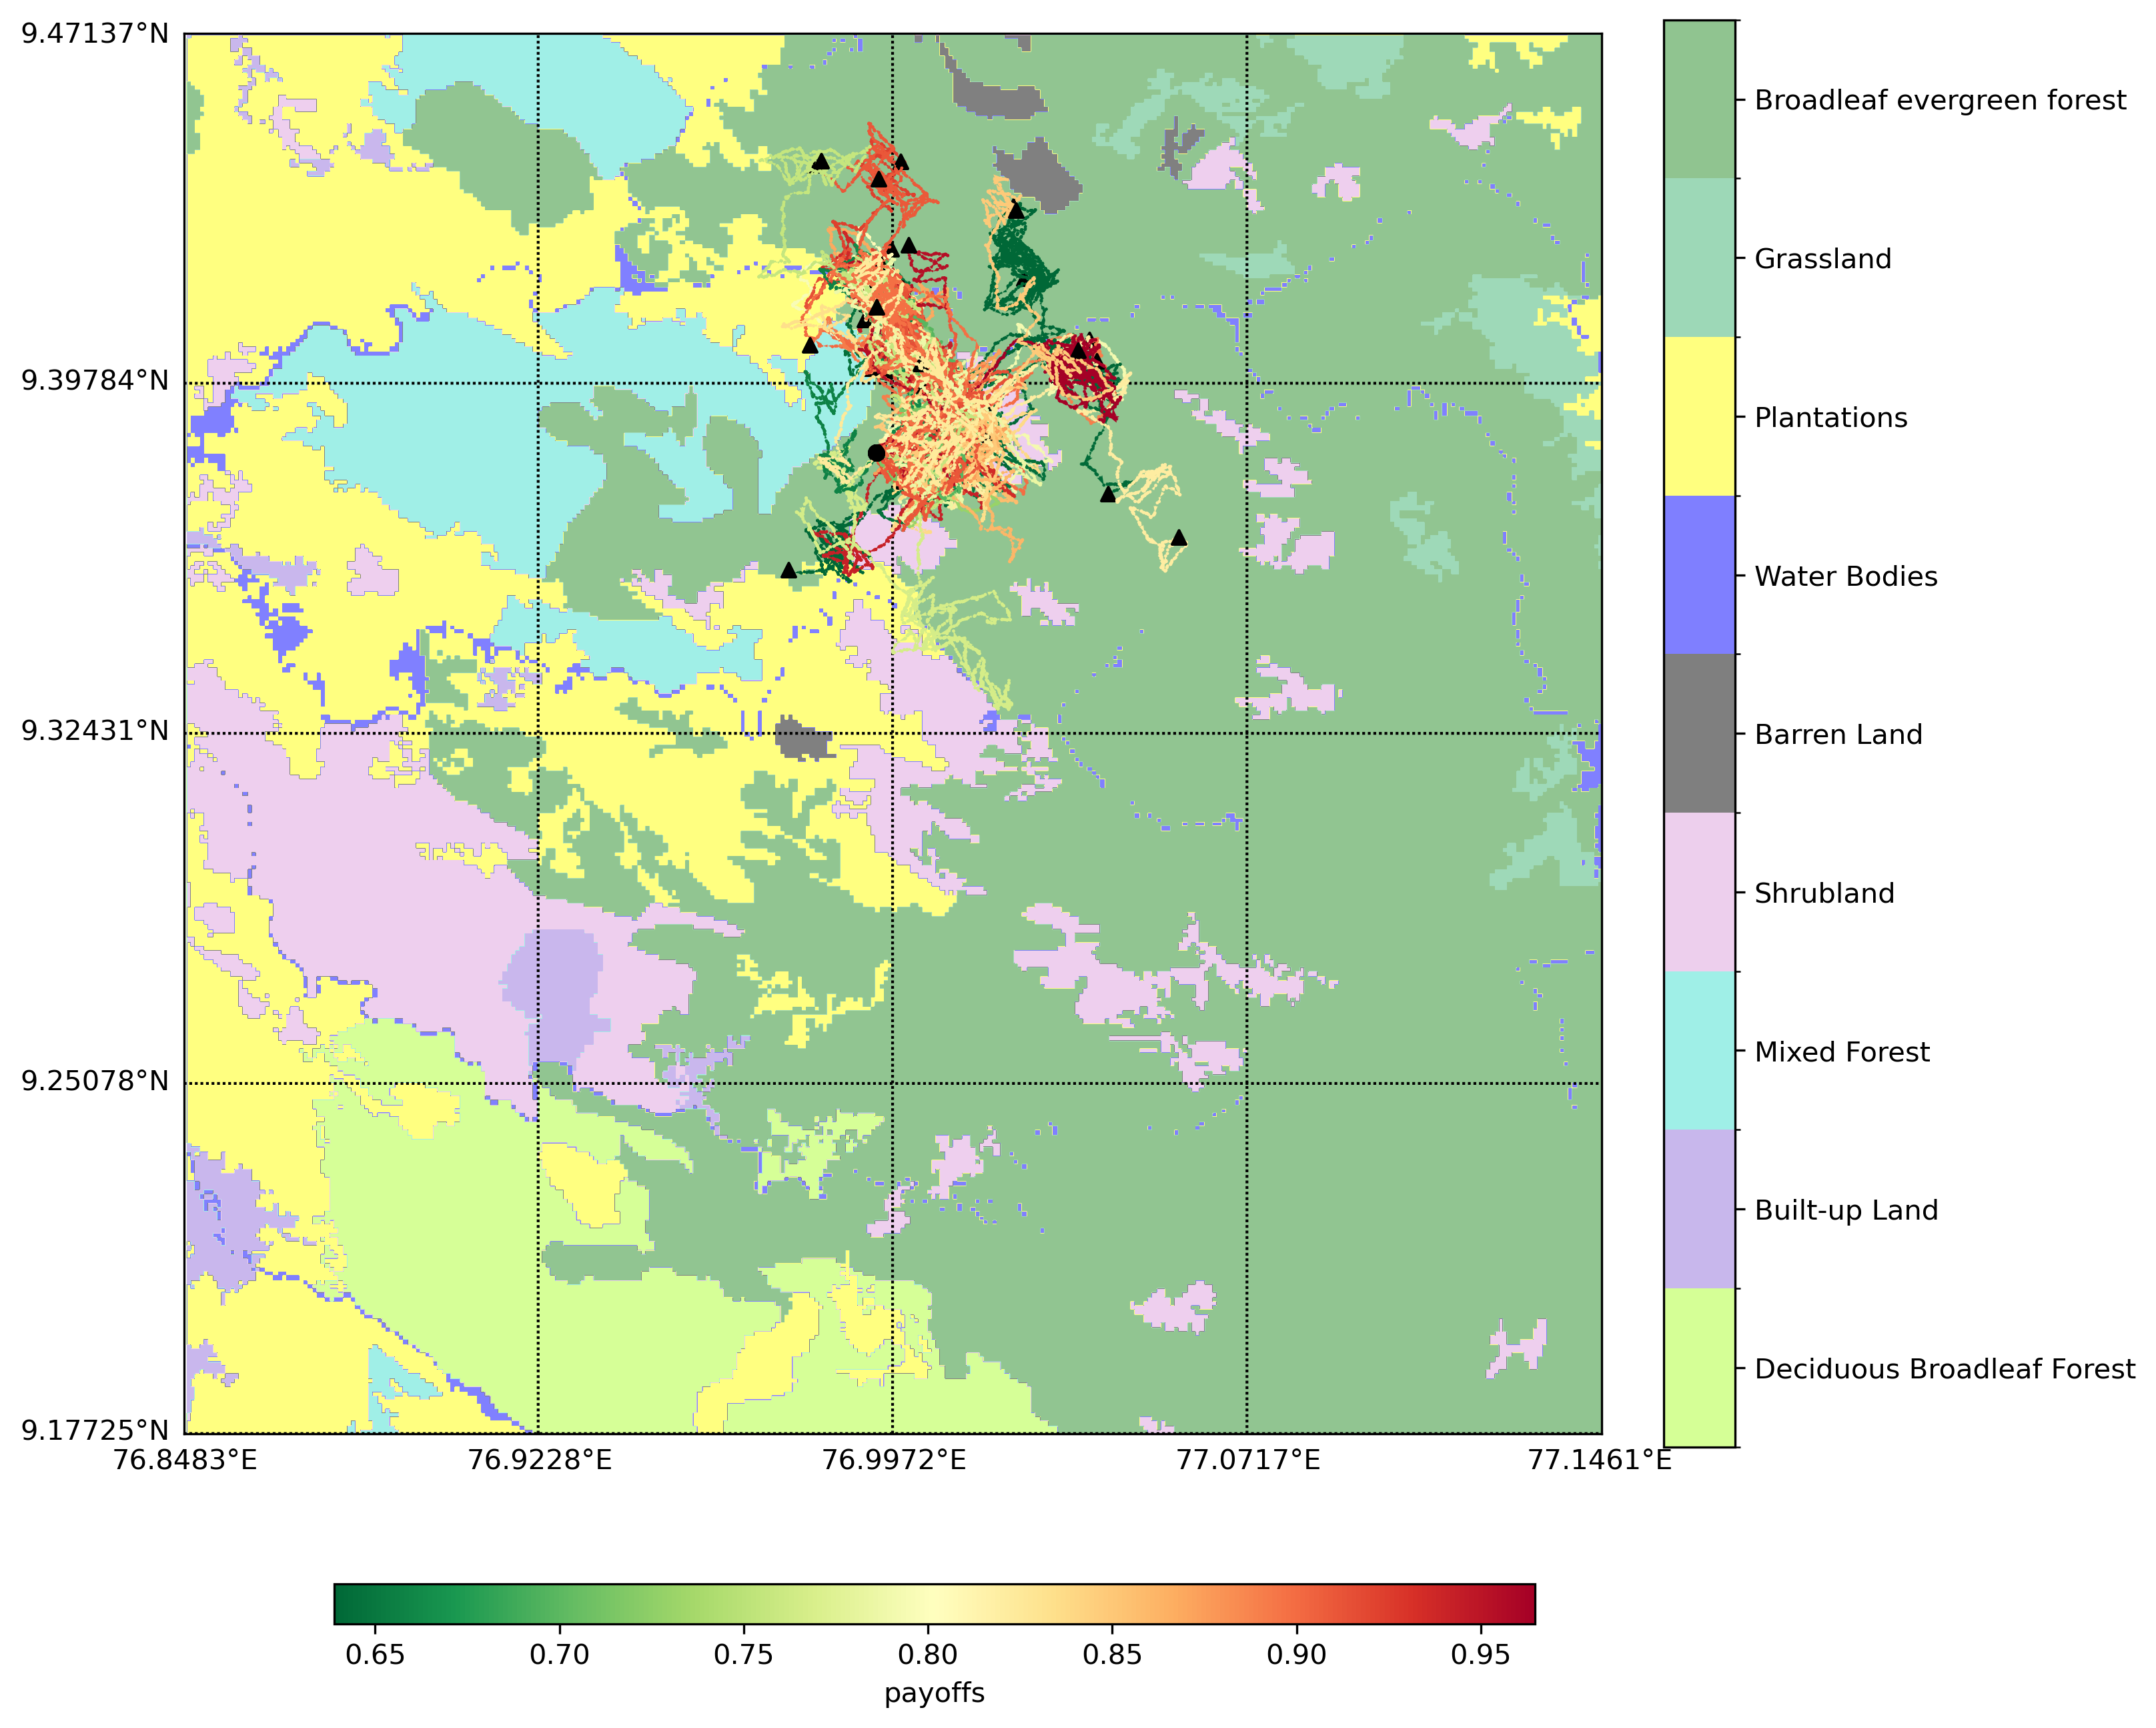 9.47137°N
9.39784°N
9.32431°N
9.25078°N
9.17725°N
76.8483°E
76.9228°E
76.9972°E
77.0717°E
77.1461°E
Broadleaf evergreen forest
Grassland
Plantations
Water Bodies
Barren Land
Shrubland
Mixed Forest
Built-up Land
Deciduous Broadleaf Forest
0.65
0.70
0.75
0.80
0.85
0.90
0.95
payoffs